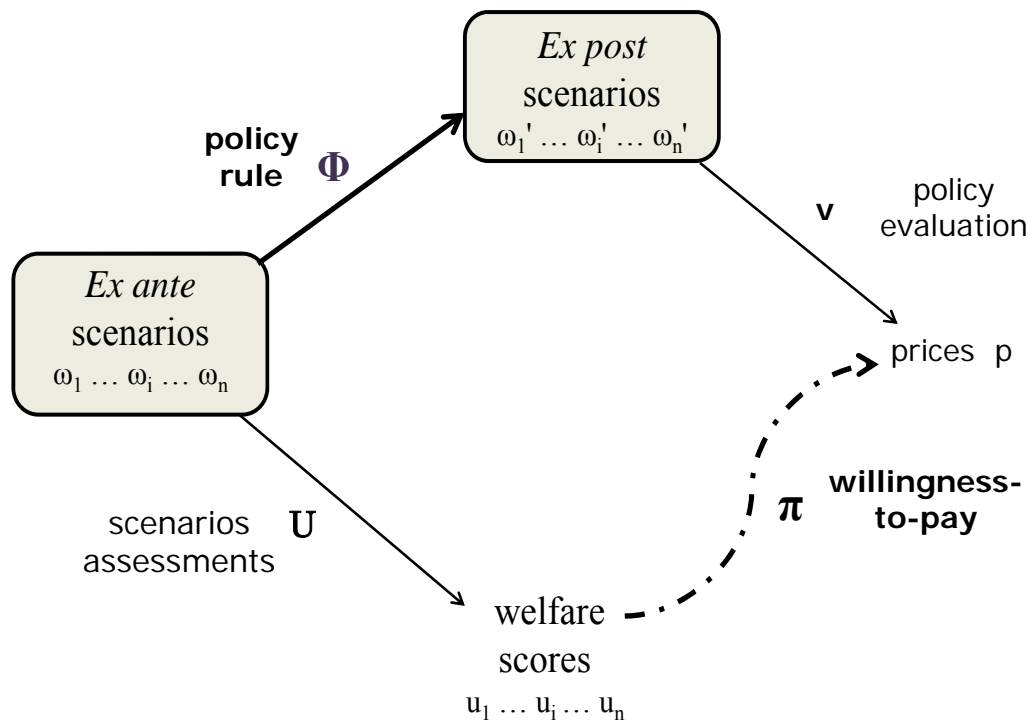 Ex post
scenarios
ω₁' … ωᵢ' … ωₙ'
policy
rule Φ
v policy
evaluation
Ex ante
scenarios
ω₁ … ωᵢ … ωₙ
prices p
willingness-
π to-pay
scenarios U
assessments
welfare
scores
u₁ … uᵢ … uₙ